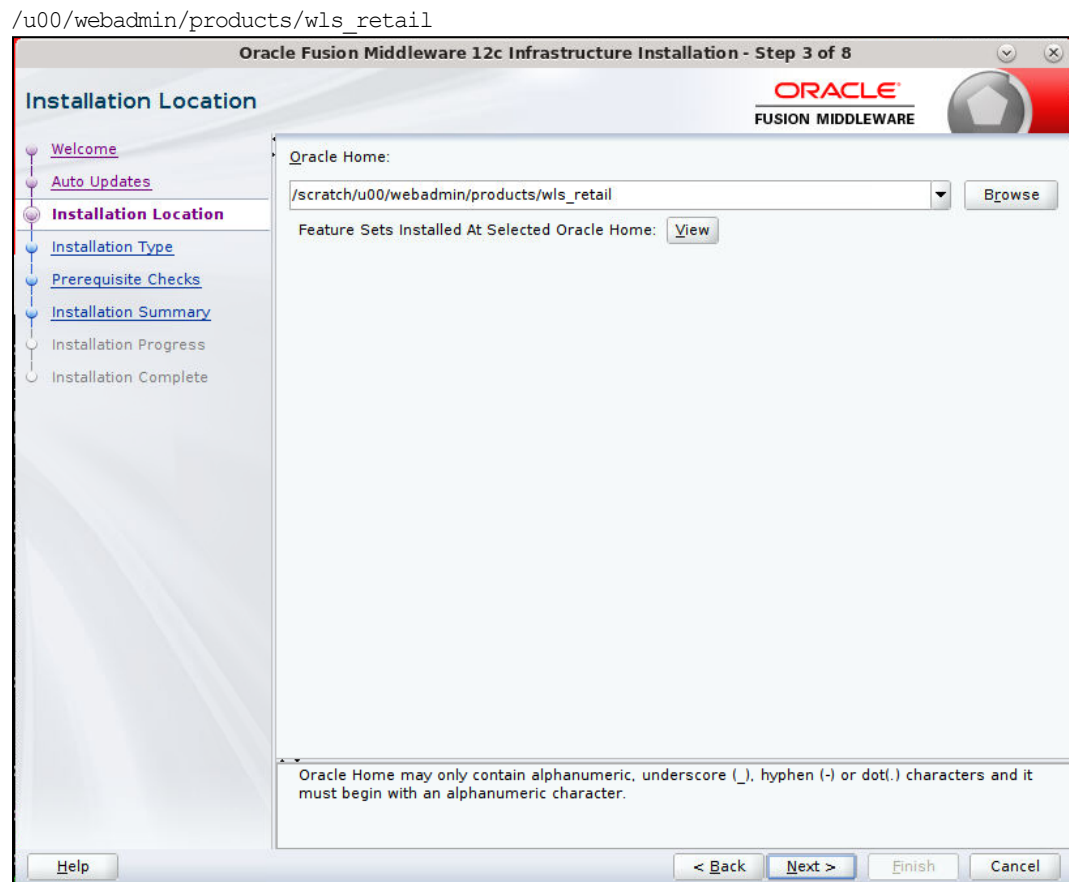 /u00/webadmin/products/wls_retail
Oracle Fusion Middleware 12c Infrastructure Installation - Step 3 of 8
Installation Location
ORACLE
FUSION MIDDLEWARE
Welcome
Auto Updates
Installation Location
Installation Type
Prerequisite Checks
Installation Summary
Installation Progress
Installation Complete
Oracle Home:
/scratch/u00/webadmin/products/wls_retail
Browse
Feature Sets Installed At Selected Oracle Home: View
Oracle Home may only contain alphanumeric, underscore (_), hyphen (-) or dot(.) characters and it
must begin with an alphanumeric character.
Help
< Back
Next >
Finish
Cancel